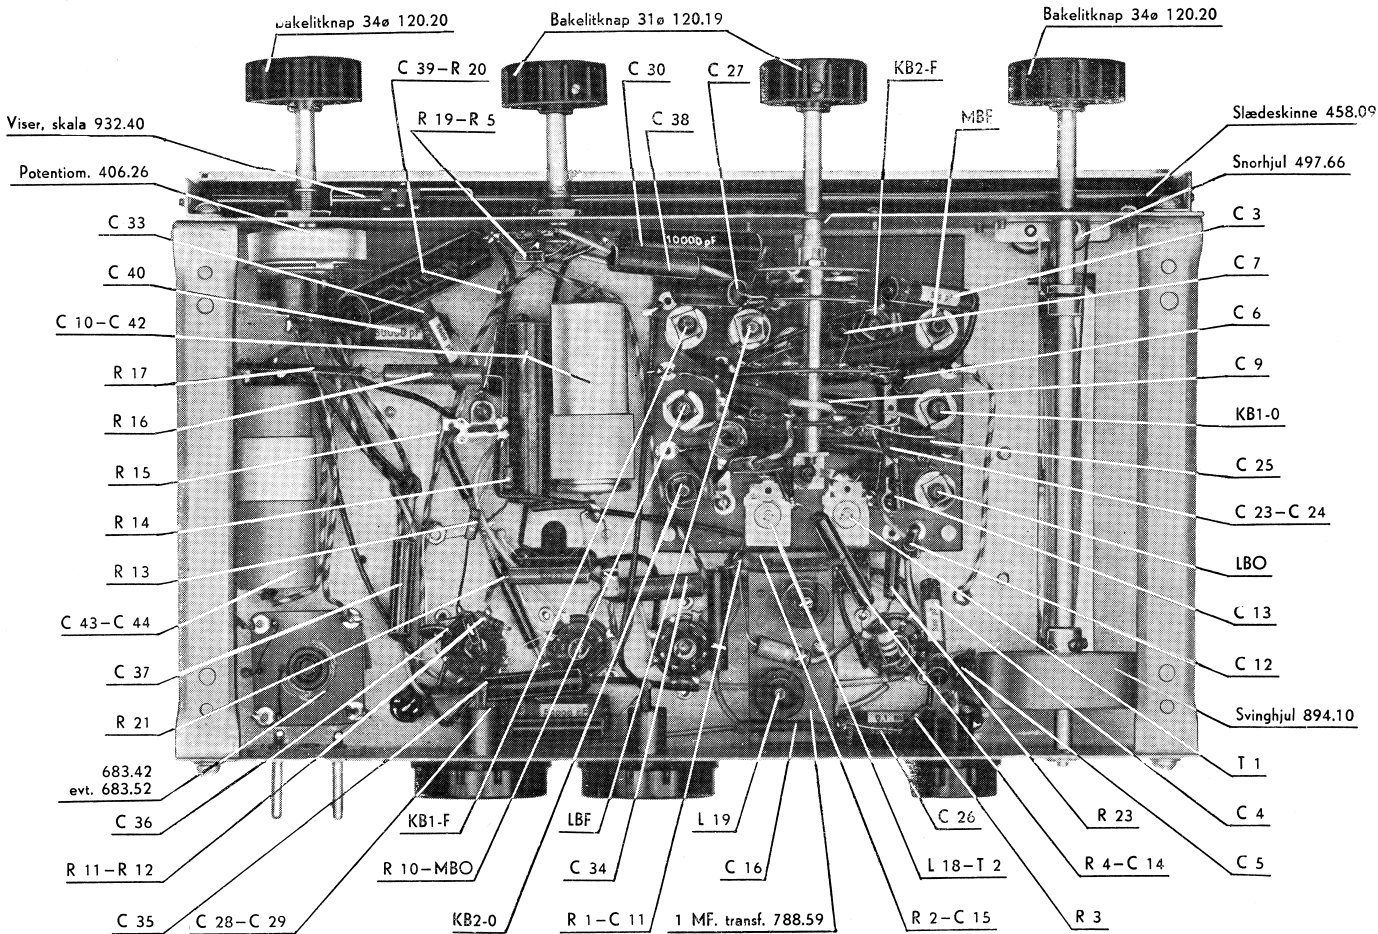 Bakelitknap 34ø 120.20
Bakelitknap 31ø 120.19
Bakelitknap 34ø 120.20
C 39–R 20
C 30
C 27
KB2-F
R 19–R 5
C 38
MBF
Viser, skala 932.40
Slædeskinne 458.09
Potentiom. 406.26
Snorhjul 497.66
C 33
C 3
10000 pF
C 40
C 7
C 10–C 42
C 6
R 17
C 9
R 16
KB1-0
R 15
C 25
R 14
C 23–C 24
R 13
LBO
C 43–C 44
C 13
C 37
C 12
R 21
Svinghjul 894.10
683.42
evt. 683.52
T 1
C 36
KB1-F
LBF
L 19
C 26
R 23
C 4
R 11–R 12
R 10–MBO
C 34
C 16
L 18–T 2
R 4–C 14
C 5
C 35
C 28–C 29
KB2-0
R 1–C 11
1 MF. transf. 788.59
R 2–C 15
R 3